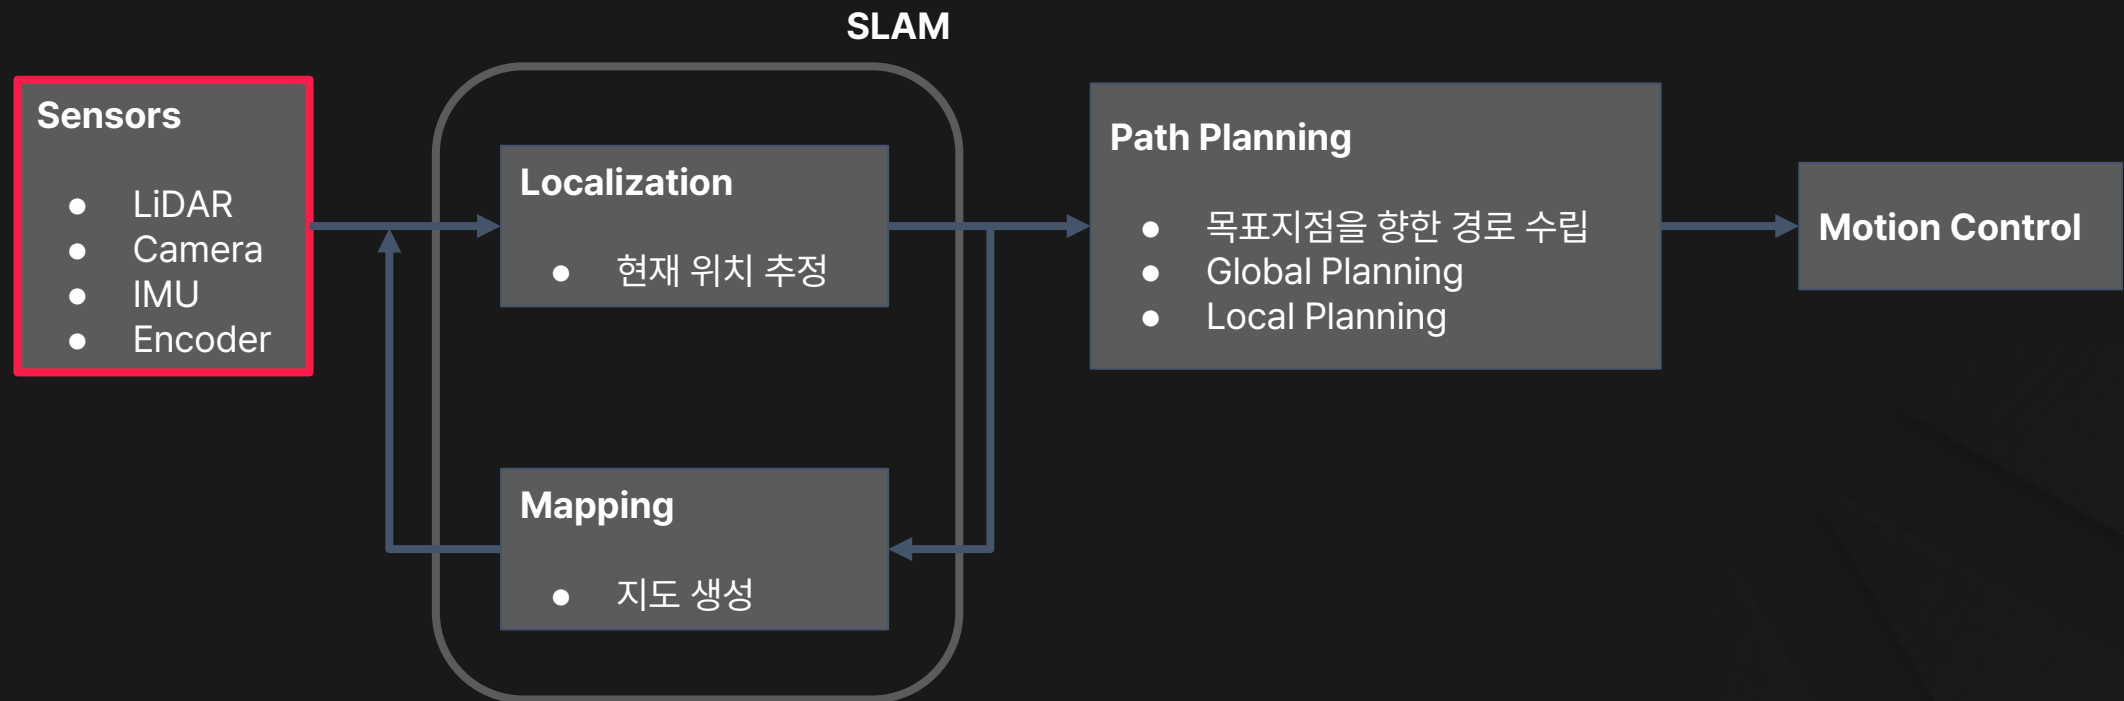 SLAM
Sensors
● LiDAR
● Camera
● IMU
● Encoder
Localization
● 현재 위치 추정
Mapping
● 지도 생성
Path Planning
● 목표지점을 향한 경로 수립
● Global Planning
● Local Planning
Motion Control